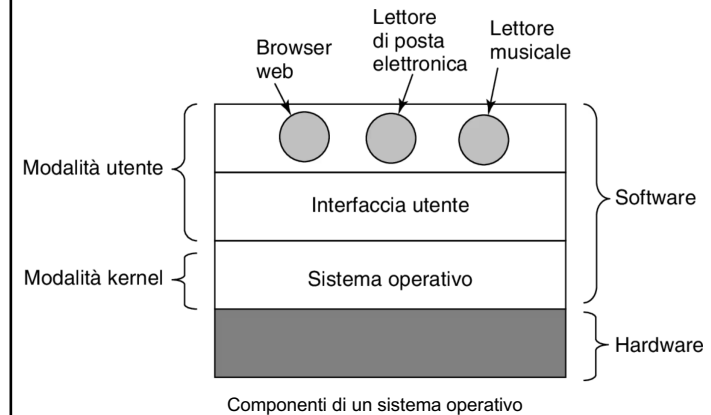 Browser
web
Lettore
di posta
elettronica
Lettore
musicale
Modalità utente
Interfaccia utente
Software
Modalità kernel
Sistema operativo
Hardware
Componenti di un sistema operativo